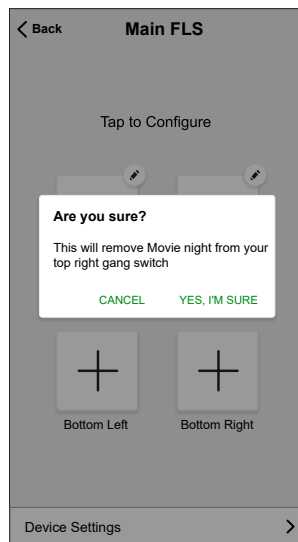 Back Main FLS
Tap to Configure
Are you sure?
This will remove Movie night from your
top right gang switch
CANCEL YES, I'M SURE
Bottom Left Bottom Right
Device Settings